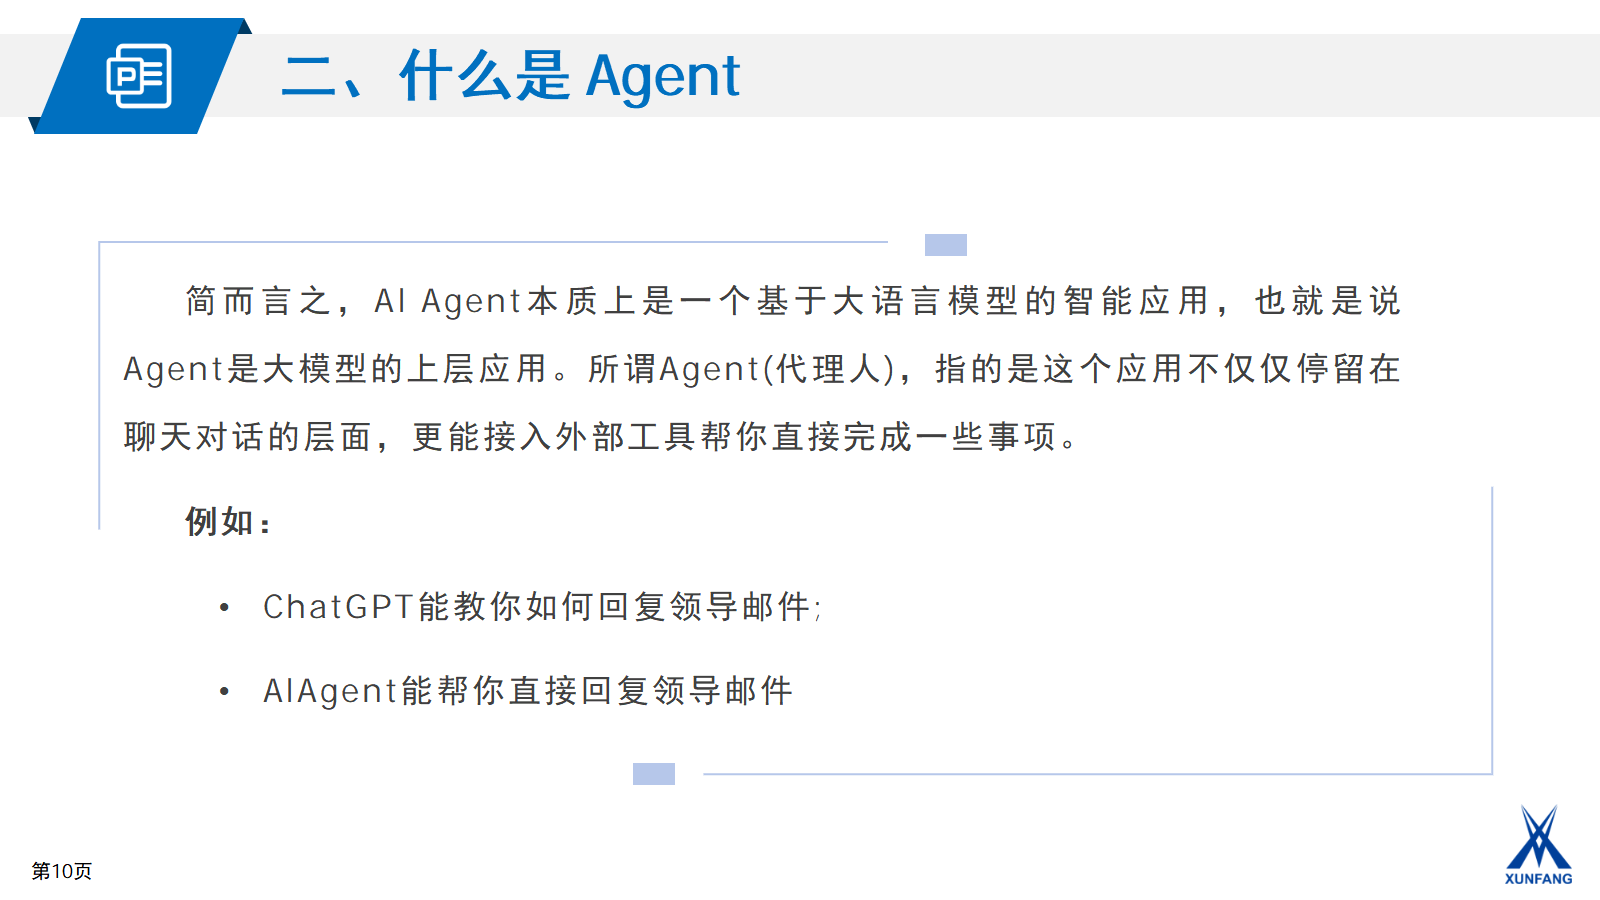 二、什么是 Agent
简而言之，AI Agent本质上是一个基于大语言模型的智能应用，也就是说
Agent是大模型的上层应用。所谓Agent(代理人)，指的是这个应用不仅仅停留在
聊天对话的层面，更能接入外部工具帮你直接完成一些事项。
例如：
• ChatGPT能教你如何回复领导邮件;
• AIAgent能帮你直接回复领导邮件
第10页
XUNFANG